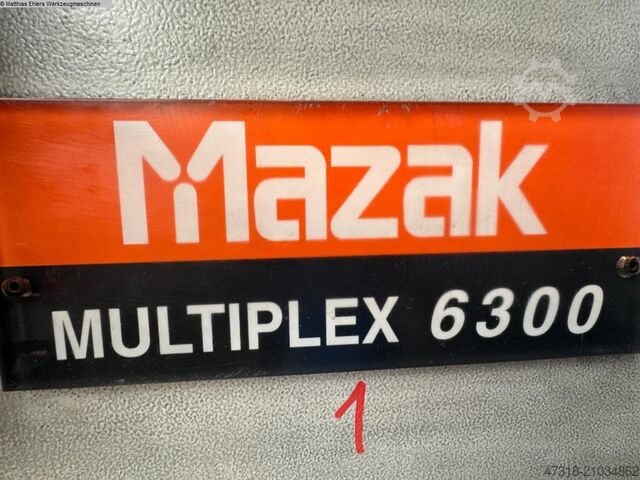 © Matthias Ehlers Werkzeugmaschinen
Mazak
MULTIPLEX 6300
1
47318-21034862